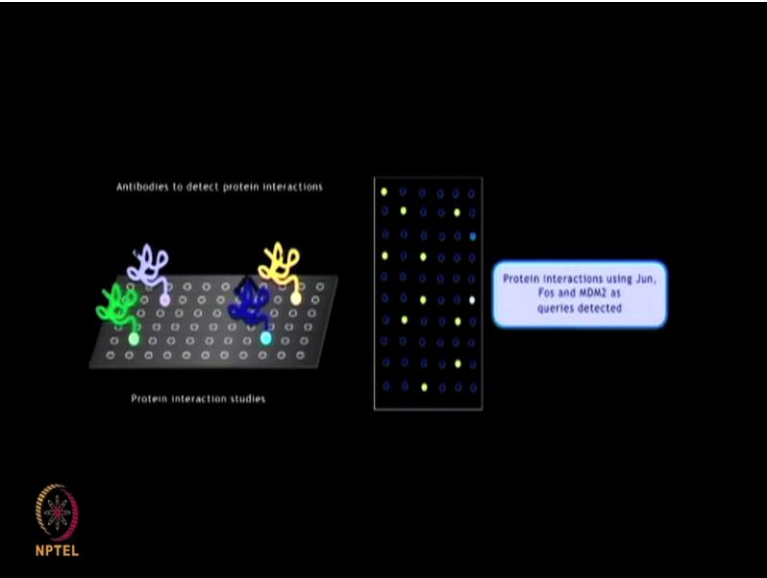 Antibodies to detect protein interactions
Protein interactions using Jun,
Fos and MDM2 as
queries detected
Protein interaction studies
NPTEL